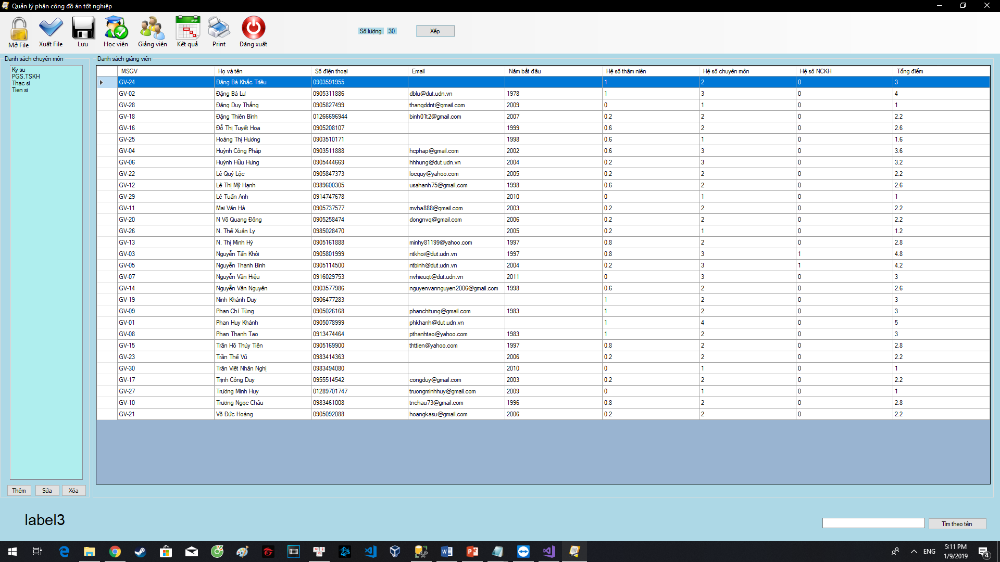 Quản lý phân công đồ án tốt nghiệp
Mở File Xuất File Lưu Học viên Giảng viên Kết quả Print Đăng xuất
Số lượng 30 Xếp
Danh sách chuyên môn
Ky su
PGS,TSKH
Thac si
Tien si
Thêm Sửa Xóa
Danh sách giảng viên
MSGV Họ và tên Số điện thoại Email Năm bắt đầu Hệ số thâm niên Hệ số chuyên môn Hệ số NCKH Tổng điểm
GV-24 Đặng Bá Khắc Triều 0903591955 1 2 0 3
GV-02 Đặng Bá Lư 0905311886 dblu@dut.udn.vn 1978 1 3 0 4
GV-28 Đặng Duy Thắng 0905827499 thangddnt@gmail.com 2009 0 1 0 1
GV-18 Đặng Thiên Bình 01266696944 binh01t2@gmail.com 2007 0.2 2 0 2.2
GV-16 Đỗ Thị Tuyết Hoa 0905208107 1999 0.6 2 0 2.6
GV-25 Hoàng Thị Hương 0903510171 1998 0.6 1 0 1.6
GV-04 Huỳnh Công Pháp 0903511888 hcphap@gmail.com 2002 0.6 3 0 3.6
GV-06 Huỳnh Hữu Hưng 0905444669 hhhung@dut.udn.vn 2004 0.2 3 0 3.2
GV-22 Lê Quý Lộc 0905847373 locquy@yahoo.com 2005 0.2 2 0 2.2
GV-12 Lê Thị Mỹ Hạnh 0989600305 usahanh75@gmail.com 1998 0.6 2 0 2.6
GV-29 Lê Tuấn Anh 0914747678 2010 0 1 0 1
GV-11 Mai Văn Hà 0905737577 mvha888@gmail.com 2003 0.2 2 0 2.2
GV-20 N Võ Quang Đông 0905258474 dongnvq@gmail.com 2006 0.2 2 0 2.2
GV-26 N. Thế Xuân Ly 0985028470 2005 0.2 1 0 1.2
GV-13 N. Thị Minh Hỷ 0905161888 minhy81199@yahoo.com 1997 0.8 2 0 2.8
GV-03 Nguyễn Tấn Khôi 0905801999 ntkhoi@dut.udn.vn 1997 0.8 3 1 4.8
GV-05 Nguyễn Thanh Bình 0905114500 ntbinh@dut.udn.vn 2004 0.2 3 1 4.2
GV-07 Nguyễn Văn Hiệu 0916029753 nvhieuqt@dut.udn.vn 2011 0 3 0 3
GV-14 Nguyễn Văn Nguyên 0903577986 nguyenvannguyen2006@gmail.com 1998 0.6 2 0 2.6
GV-19 Ninh Khánh Duy 0906477283 1 2 0 3
GV-09 Phan Chí Tùng 0905026168 phanchitung@gmail.com 1983 1 2 0 3
GV-01 Phan Huy Khánh 0905078999 phkhanh@dut.udn.vn 1 4 0 5
GV-08 Phan Thanh Tao 0913474464 pthanhtao@yahoo.com 1983 1 2 0 3
GV-15 Trần Hồ Thủy Tiên 0905169900 thttien@yahoo.com 1997 0.8 2 0 2.8
GV-23 Trần Thế Vũ 0983414363 2006 0.2 2 0 2.2
GV-30 Trần Viết Nhân Nghị 0983494080 2010 0 1 0 1
GV-17 Trịnh Công Duy 0955514542 congduy@gmail.com 2003 0.2 2 0 2.2
GV-27 Trương Minh Huy 01289701747 truongminhhuy@gmail.com 2009 0 1 0 1
GV-10 Trương Ngọc Châu 0983461008 tnchau73@gmail.com 1996 0.8 2 0 2.8
GV-21 Võ Đức Hoàng 0905092088 hoangkasu@gmail.com 2006 0.2 2 0 2.2
label3
Tìm theo tên
ENG
5:11 PM
1/9/2019
4